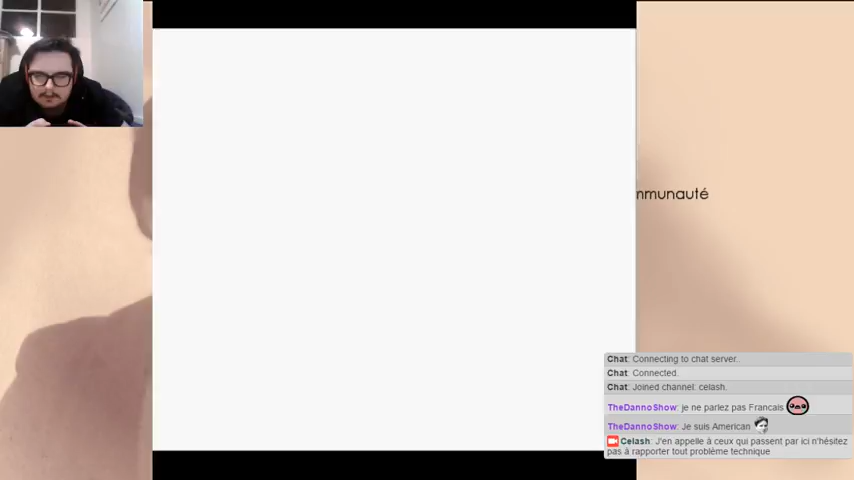 mmunauté
Chat: Connecting to chat server.
Chat: Connected.
Chat: Joined channel: celash.
TheDannoShow: je ne parlez pas Francais
TheDannoShow: Je suis American
Celash: J'en appelle à ceux qui passent par ici n'hésitez
pas à rapporter tout problème technique